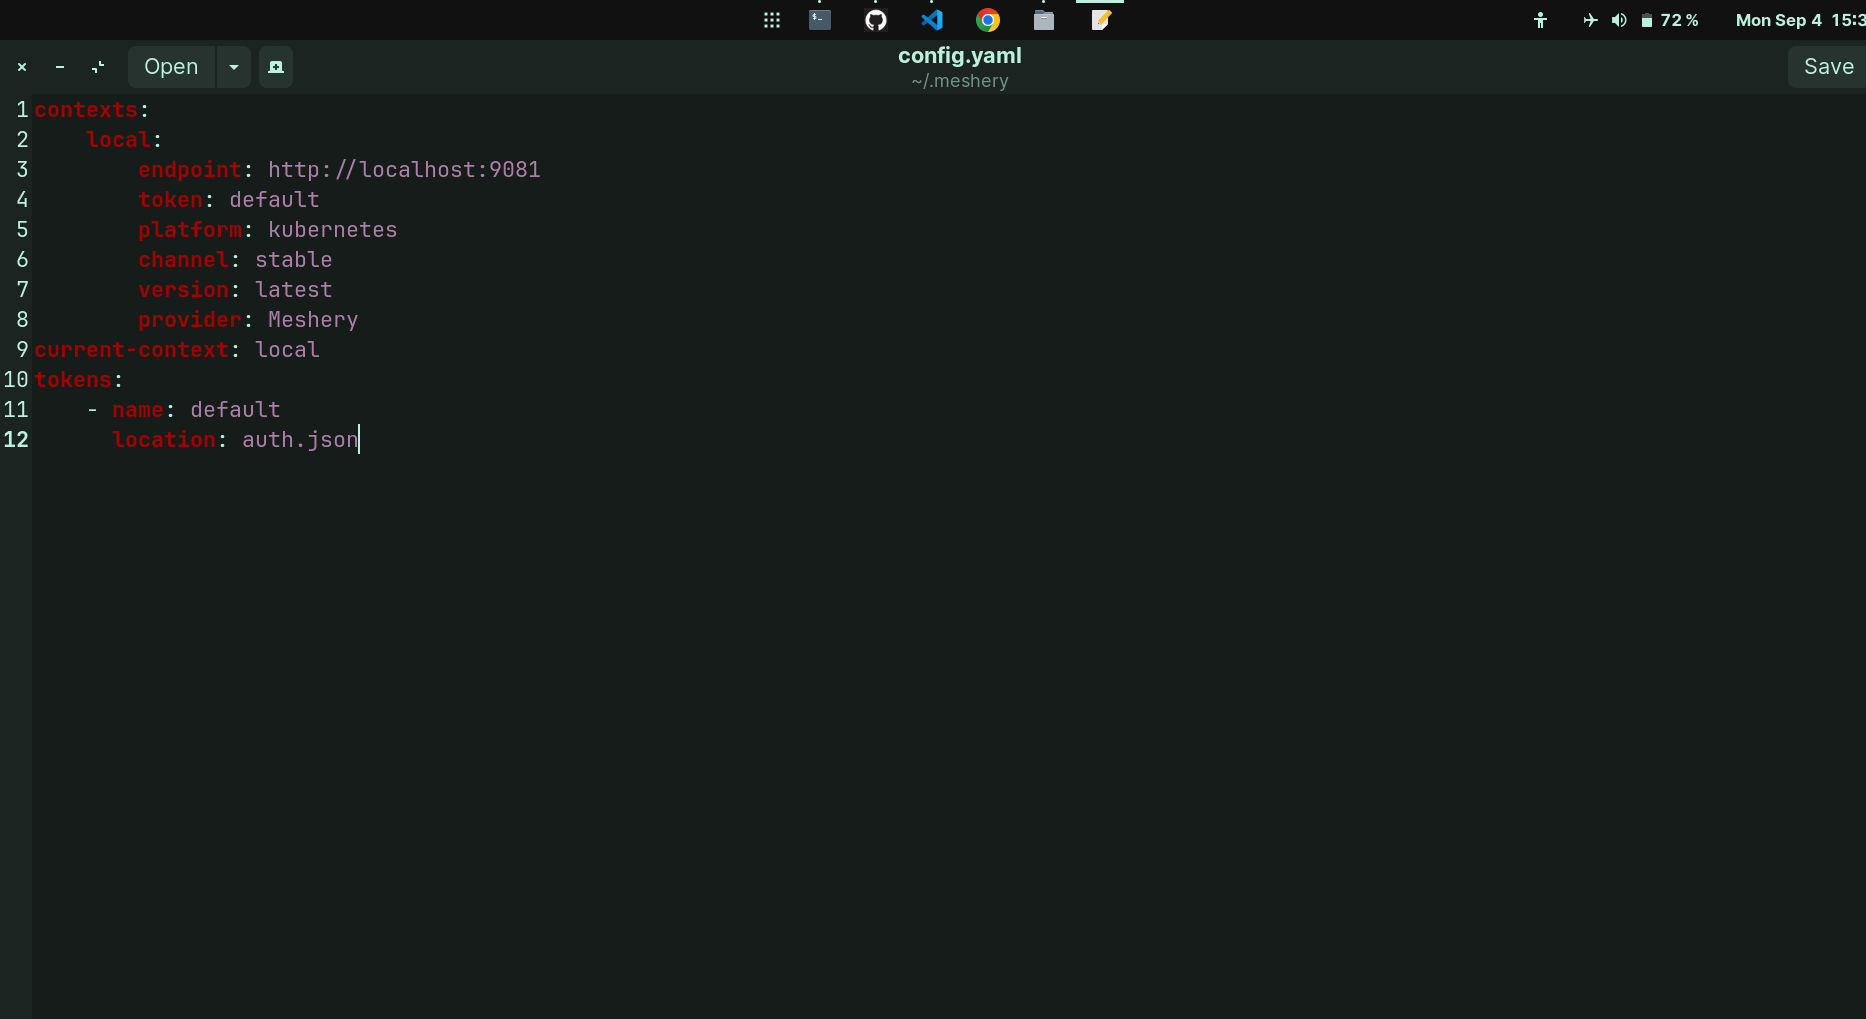 72 %
Mon Sep 4 15:3
Open
config.yaml
~/.meshery
Save
1 contexts:
2     local:
3         endpoint: http://localhost:9081
4         token: default
5         platform: kubernetes
6         channel: stable
7         version: latest
8         provider: Meshery
9 current-context: local
10 tokens:
11     - name: default
12       location: auth.json